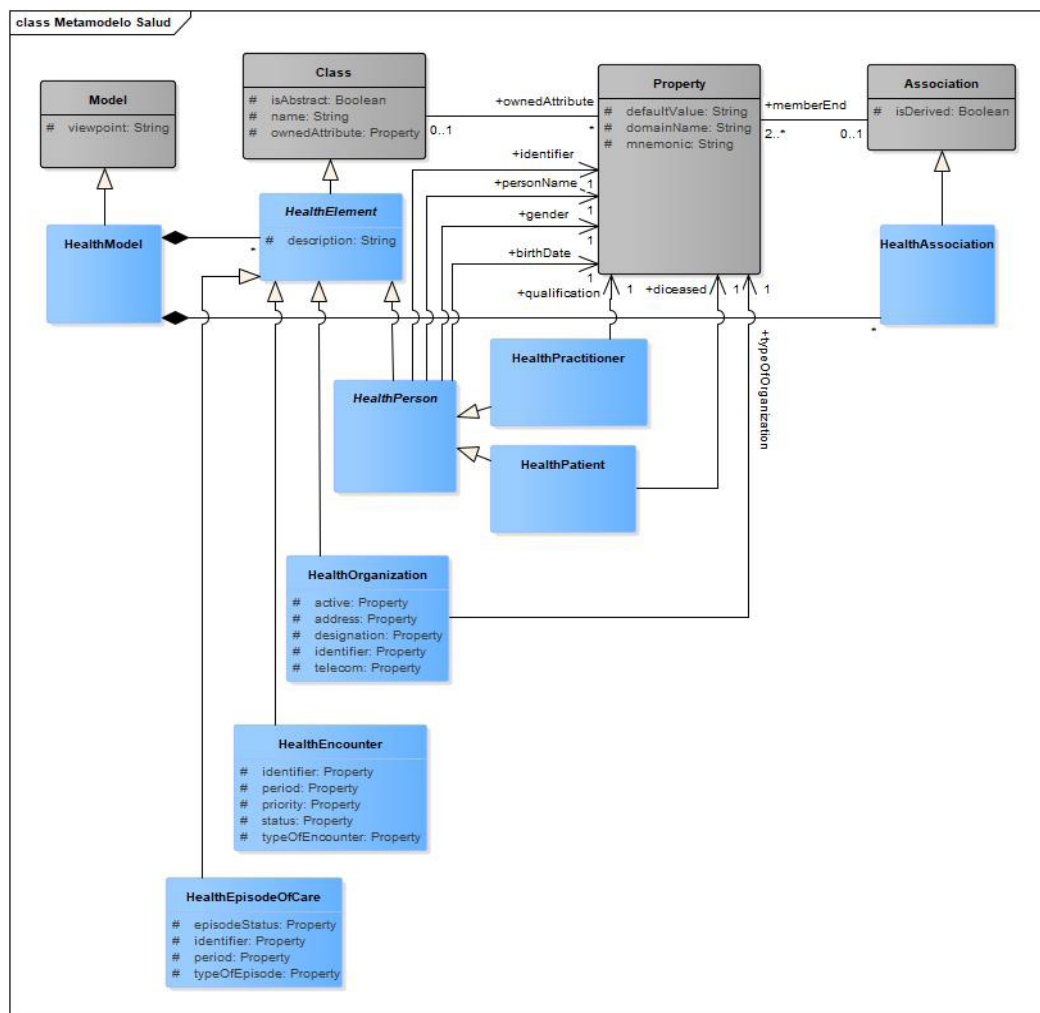 class Metamodelo Salud
Model
# viewpoint: String
Class
# isAbstract: Boolean
# name: String
# ownedAttribute: Property
+ownedAttribute
0..1
*
Property
# defaultValue: String
# domainName: String
# mnemonic: String
+memberEnd
2..*
0..1
Association
# isDerived: Boolean
+identifier
1
+personName
1
+gender
1
+birthDate
1
HealthModel
*
*
HealthElement
# description: String
HealthAssociation
+qualification
1
+diceased
1
1
+typeOfOrganization
HealthPractitioner
HealthPerson
HealthPatient
HealthOrganization
# active: Property
# address: Property
# designation: Property
# identifier: Property
# telecom: Property
HealthEncounter
# identifier: Property
# period: Property
# priority: Property
# status: Property
# typeOfEncounter: Property
HealthEpisodeOfCare
# episodeStatus: Property
# identifier: Property
# period: Property
# typeOfEpisode: Property